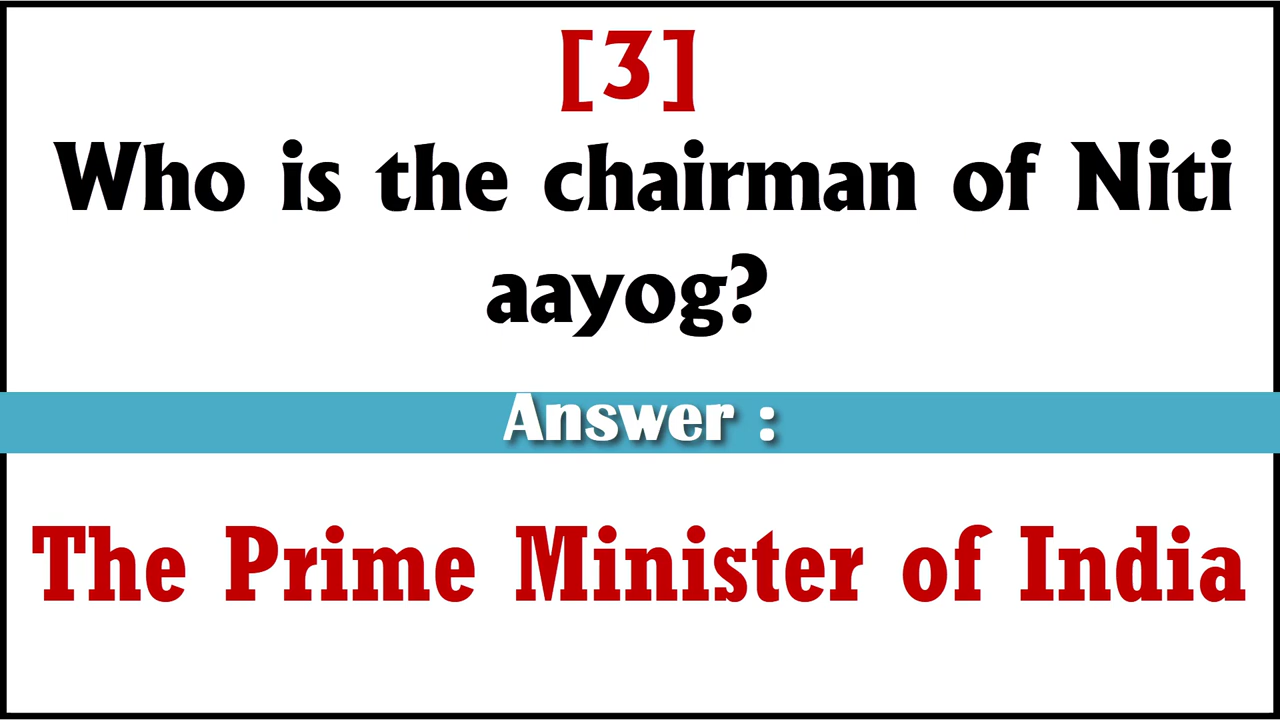 [3]
Who is the chairman of Niti
aayog?
Answer :
The Prime Minister of India